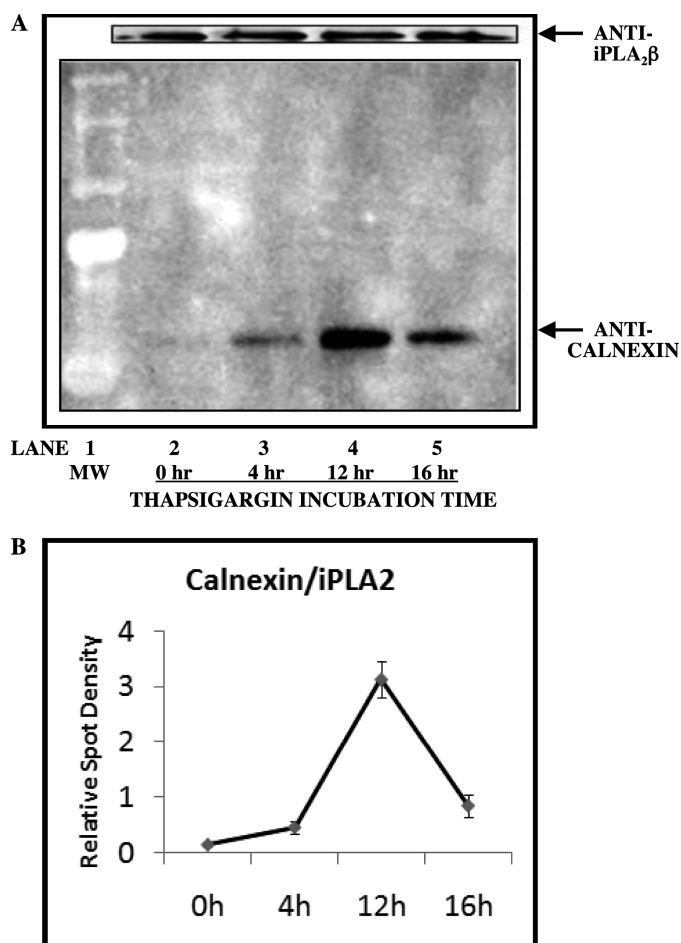 A
ANTI-
iPLA₂β
ANTI-
CALNEXIN
LANE 1 2 3 4 5
MW 0 hr 4 hr 12 hr 16 hr
THAPSIGARGIN INCUBATION TIME
B
Calnexin/iPLA2
Relative Spot Density
4
3
2
1
0
0h 4h 12h 16h